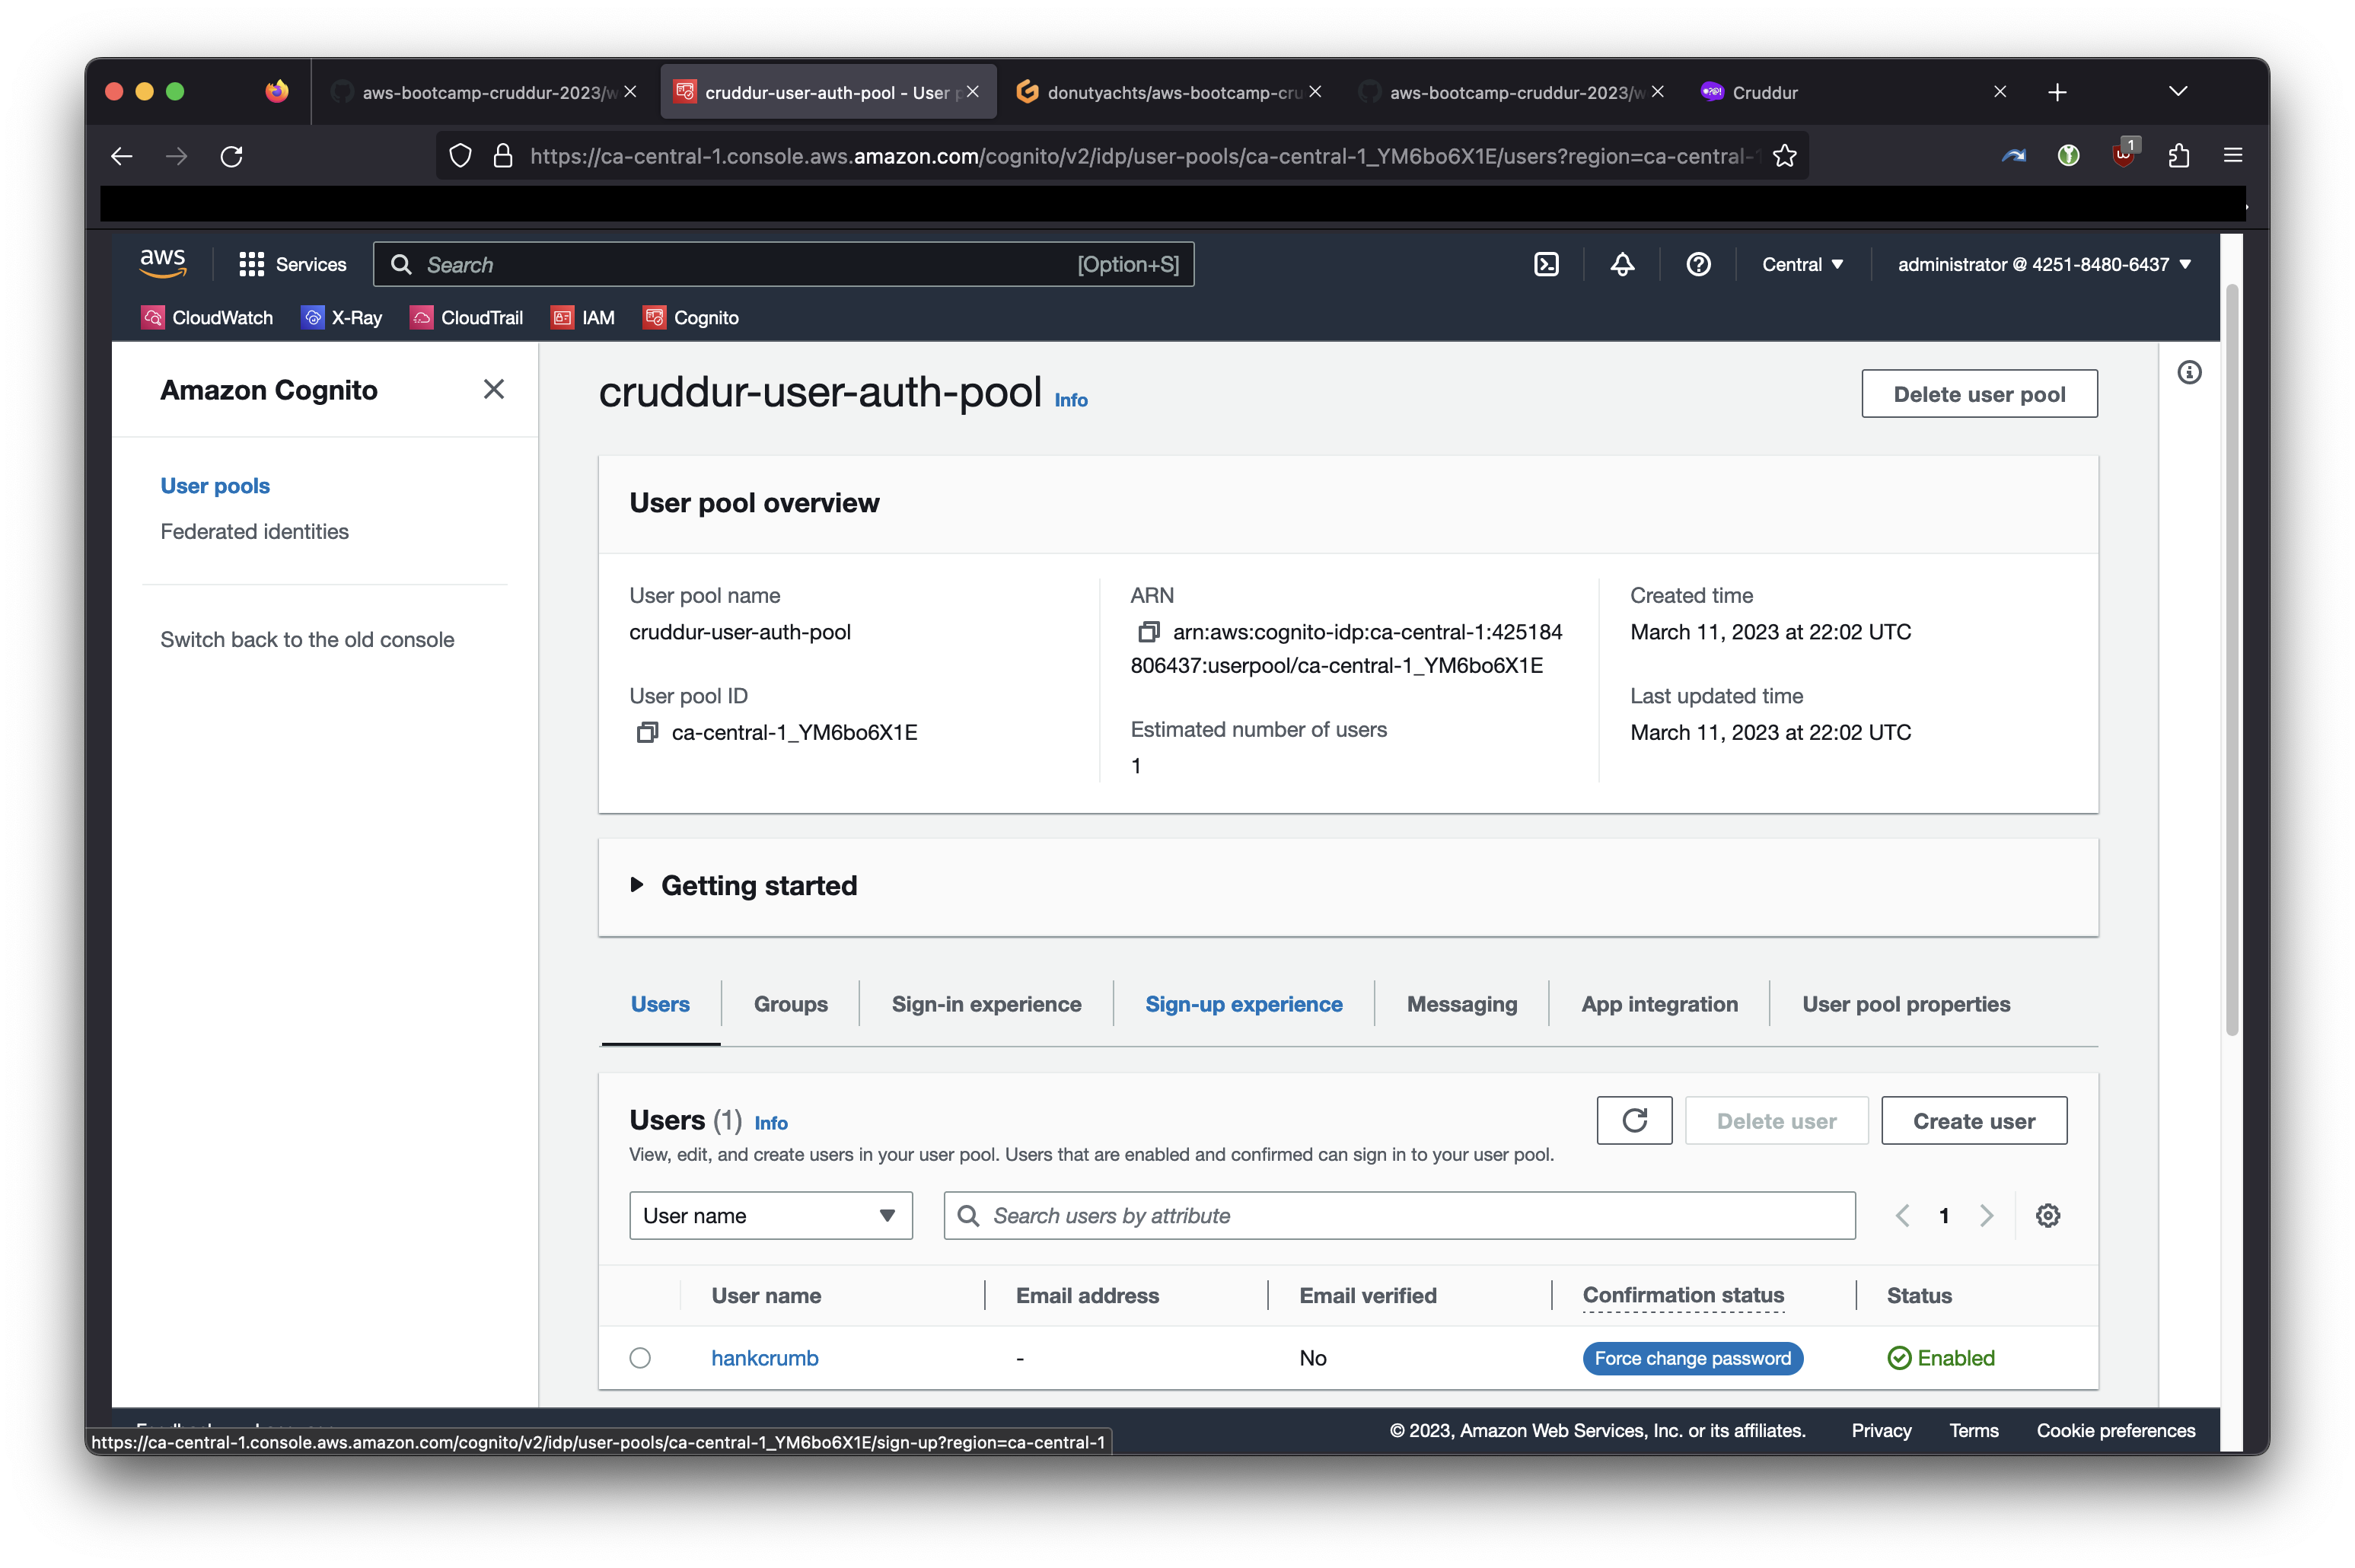 aws-bootcamp-cruddur-2023/w
cruddur-user-auth-pool - User p
donutyachts/aws-bootcamp-cru
aws-bootcamp-cruddur-2023/w
Cruddur
https://ca-central-1.console.aws.amazon.com/cognito/v2/idp/user-pools/ca-central-1_YM6bo6X1E/users?region=ca-central-1
1
aws
Services
Search
[Option+S]
Central
administrator @ 4251-8480-6437
CloudWatch
X-Ray
CloudTrail
IAM
Cognito
Amazon Cognito
User pools
Federated identities
Switch back to the old console
cruddur-user-auth-pool Info
Delete user pool
User pool overview
User pool name
cruddur-user-auth-pool
User pool ID
ca-central-1_YM6bo6X1E
ARN
arn:aws:cognito-idp:ca-central-1:425184
806437:userpool/ca-central-1_YM6bo6X1E
Estimated number of users
1
Created time
March 11, 2023 at 22:02 UTC
Last updated time
March 11, 2023 at 22:02 UTC
Getting started
Users
Groups
Sign-in experience
Sign-up experience
Messaging
App integration
User pool properties
Users (1) Info
Delete user
Create user
View, edit, and create users in your user pool. Users that are enabled and confirmed can sign in to your user pool.
User name
Search users by attribute
1
User name
Email address
Email verified
Confirmation status
Status
hankcrumb
-
No
Force change password
Enabled
© 2023, Amazon Web Services, Inc. or its affiliates.
Privacy
Terms
Cookie preferences
https://ca-central-1.console.aws.amazon.com/cognito/v2/idp/user-pools/ca-central-1_YM6bo6X1E/sign-up?region=ca-central-1